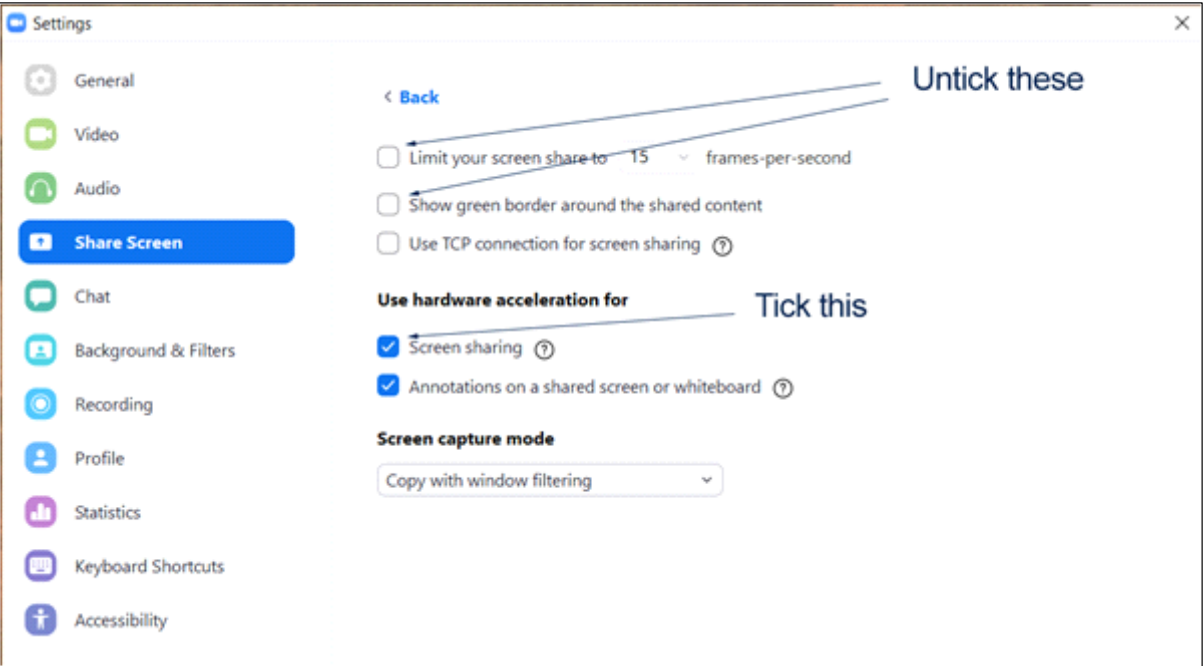 Settings
General
Video
Audio
Share Screen
Chat
Background & Filters
Recording
Profile
Statistics
Keyboard Shortcuts
Accessibility
< Back
Untick these
Limit your screen share to 15 frames-per-second
Show green border around the shared content
Use TCP connection for screen sharing ?
Use hardware acceleration for
Tick this
Screen sharing ?
Annotations on a shared screen or whiteboard ?
Screen capture mode
Copy with window filtering